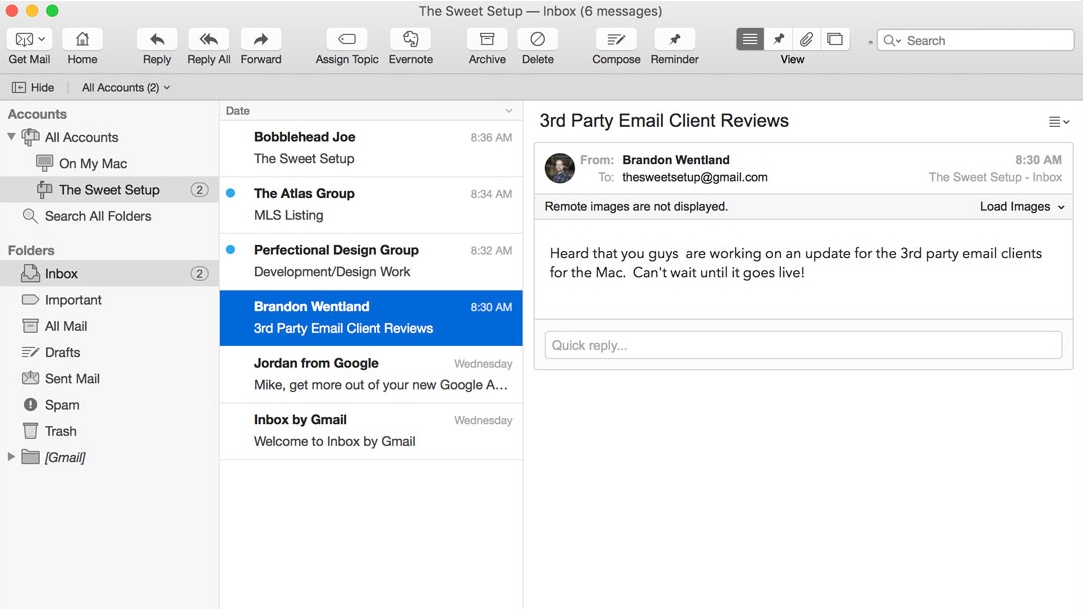 The Sweet Setup — Inbox (6 messages)
Get Mail Home Reply Reply All Forward Assign Topic Evernote Archive Delete Compose Reminder View Search
Hide All Accounts (2)
Accounts
All Accounts
On My Mac
The Sweet Setup 2
Search All Folders
Folders
Inbox 2
Important
All Mail
Drafts
Sent Mail
Spam
Trash
[Gmail]
Date
Bobblehead Joe 8:36 AM
The Sweet Setup
The Atlas Group 8:34 AM
MLS Listing
Perfectional Design Group 8:32 AM
Development/Design Work
Brandon Wentland 8:30 AM
3rd Party Email Client Reviews
Jordan from Google Wednesday
Mike, get more out of your new Google A...
Inbox by Gmail Wednesday
Welcome to Inbox by Gmail
3rd Party Email Client Reviews
From: Brandon Wentland 8:30 AM
To: thesweetsetup@gmail.com The Sweet Setup - Inbox
Remote images are not displayed. Load Images
Heard that you guys are working on an update for the 3rd party email clients
for the Mac. Can't wait until it goes live!
Quick reply...